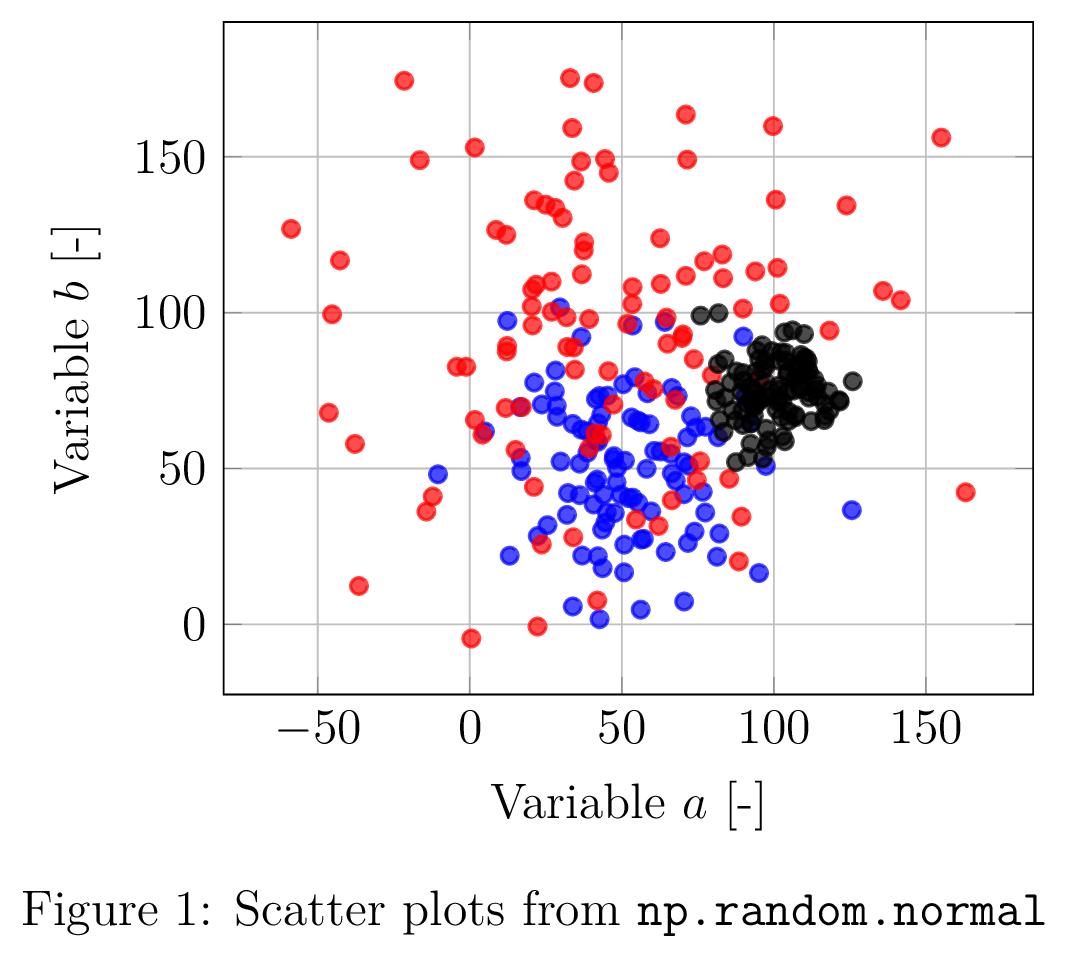 150
100
50
0
Variable b [-]
−50 0 50 100 150
Variable a [-]
Figure 1: Scatter plots from np.random.normal